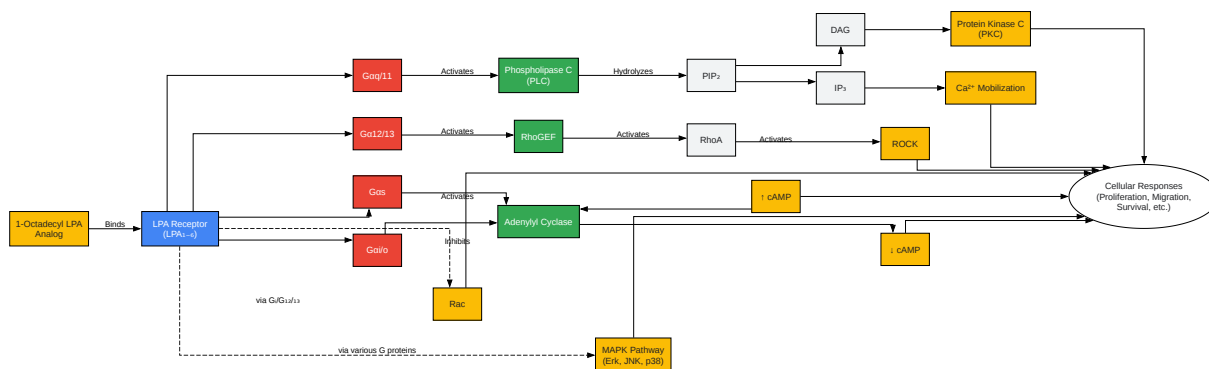 DAG
Protein Kinase C
(PKC)
Gαq/11
Activates
Phospholipase C
(PLC)
Hydrolyzes
PIP₂
IP₃
Ca²⁺ Mobilization
Gα12/13
Activates
RhoGEF
Activates
RhoA
Activates
ROCK
Gαs
Activates
↑ cAMP
Cellular Responses
(Proliferation, Migration,
Survival, etc.)
1-Octadecyl LPA
Analog
Binds
LPA Receptor
(LPA₁₋₆)
Adenylyl Cyclase
Gαi/o
Inhibits
↓ cAMP
via Gᵢ/G₁₂/₁₃
Rac
via various G proteins
MAPK Pathway
(Erk, JNK, p38)